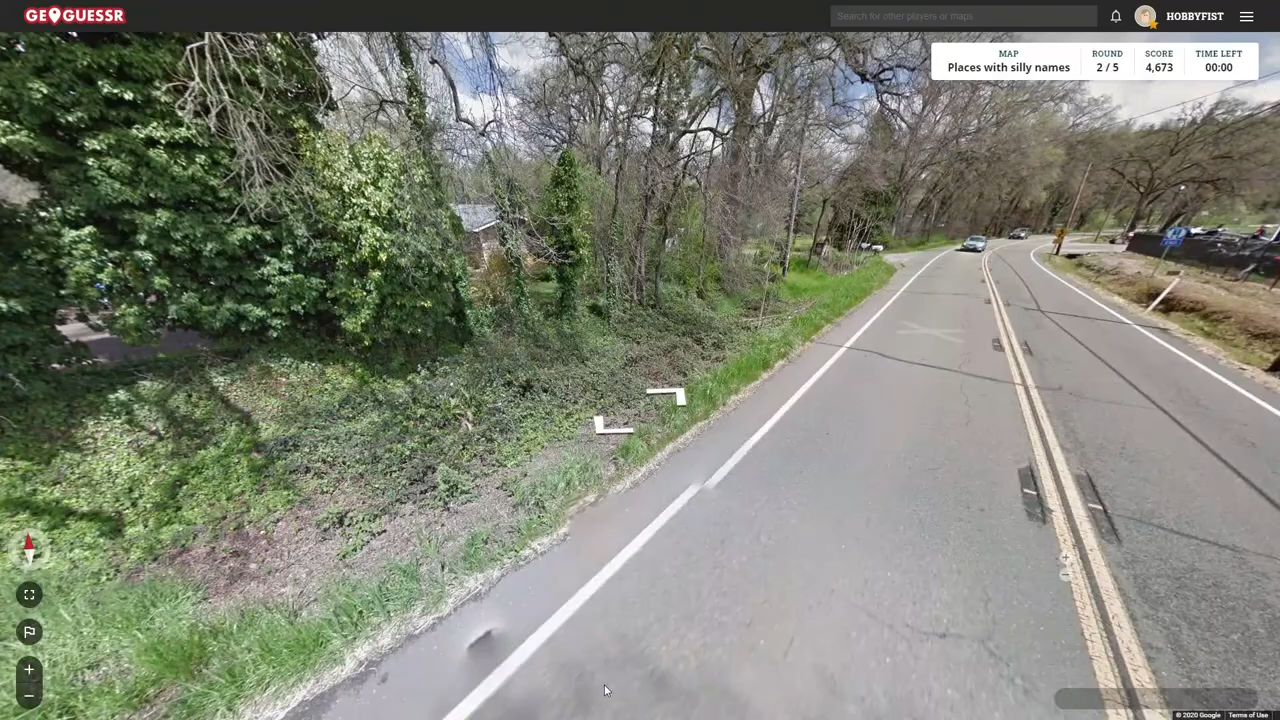 GEOGUESSR
Search for other players or maps
HOBBYFIST
MAP
Places with silly names
ROUND
2 / 5
SCORE
4,673
TIME LEFT
00:00
© 2020 Google
Terms of Use